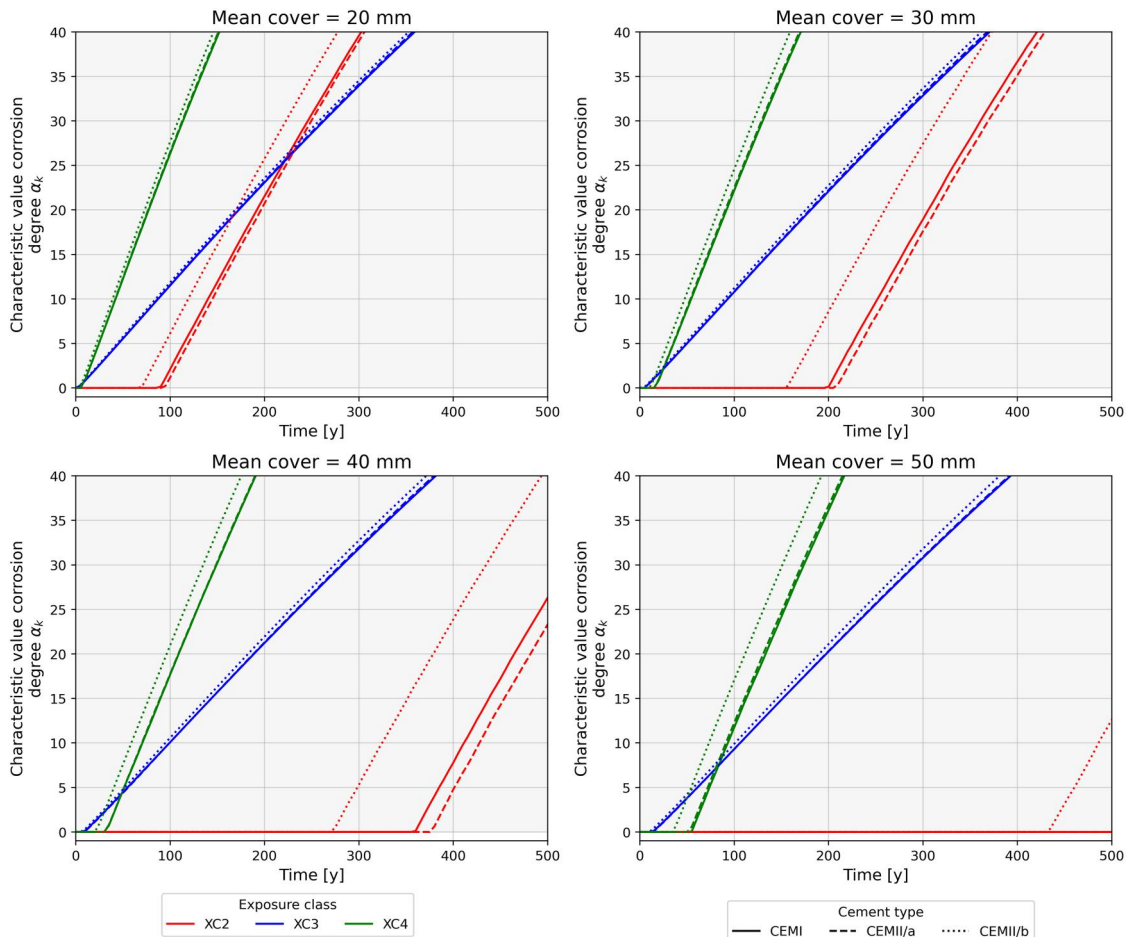 Mean cover = 20 mm
Characteristic value corrosion
degree αk
40
35
30
25
20
15
10
5
0
0 100 200 300 400 500
Time [y]
Mean cover = 30 mm
Characteristic value corrosion
degree αk
40
35
30
25
20
15
10
5
0
0 100 200 300 400 500
Time [y]
Mean cover = 40 mm
Characteristic value corrosion
degree αk
40
35
30
25
20
15
10
5
0
0 100 200 300 400 500
Time [y]
Mean cover = 50 mm
Characteristic value corrosion
degree αk
40
35
30
25
20
15
10
5
0
0 100 200 300 400 500
Time [y]
Exposure class
XC2 XC3 XC4
Cement type
CEMI CEMII/a CEMII/b